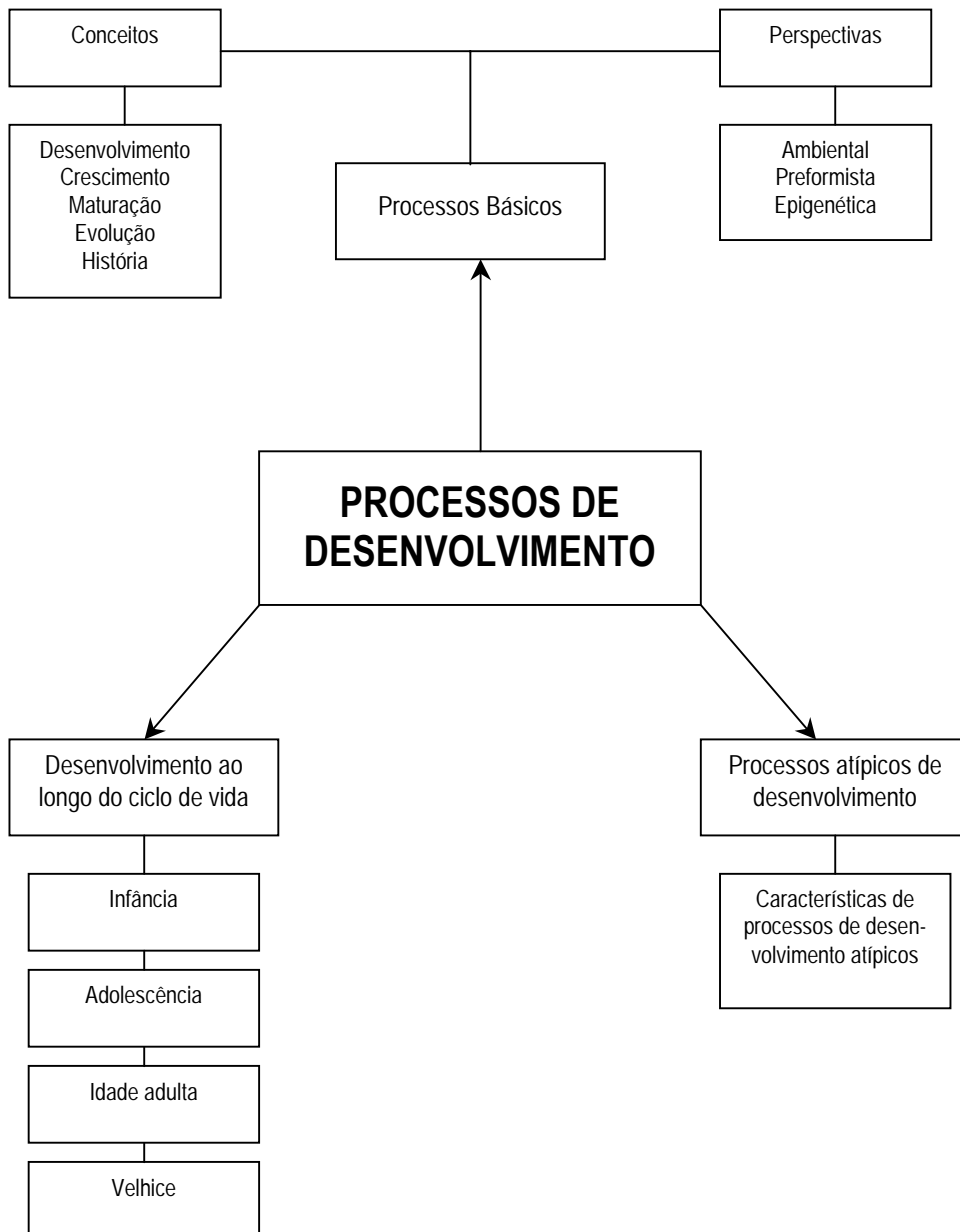 Conceitos
Perspectivas
Desenvolvimento
Crescimento
Maturação
Evolução
História
Processos Básicos
Ambiental
Preformista
Epigenética
PROCESSOS DE
DESENVOLVIMENTO
Desenvolvimento ao
longo do ciclo de vida
Infância
Adolescência
Idade adulta
Velhice
Processos atípicos de
desenvolvimento
Características de
processos de desen-
volvimento atípicos